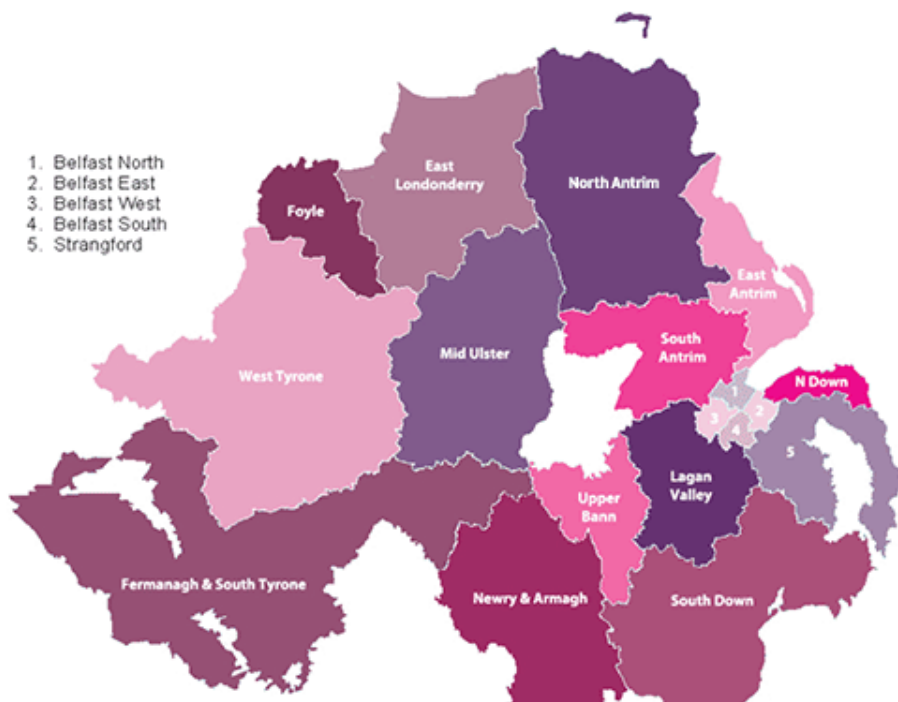 1. Belfast North
2. Belfast East
3. Belfast West
4. Belfast South
5. Strangford
East
Londonderry
North Antrim
Foyle
East
Antrim
South
Antrim
Mid Ulster
West Tyrone
N Down
1
2
3
4
5
Lagan
Valley
Upper
Bann
Fermanagh & South Tyrone
Newry & Armagh
South Down